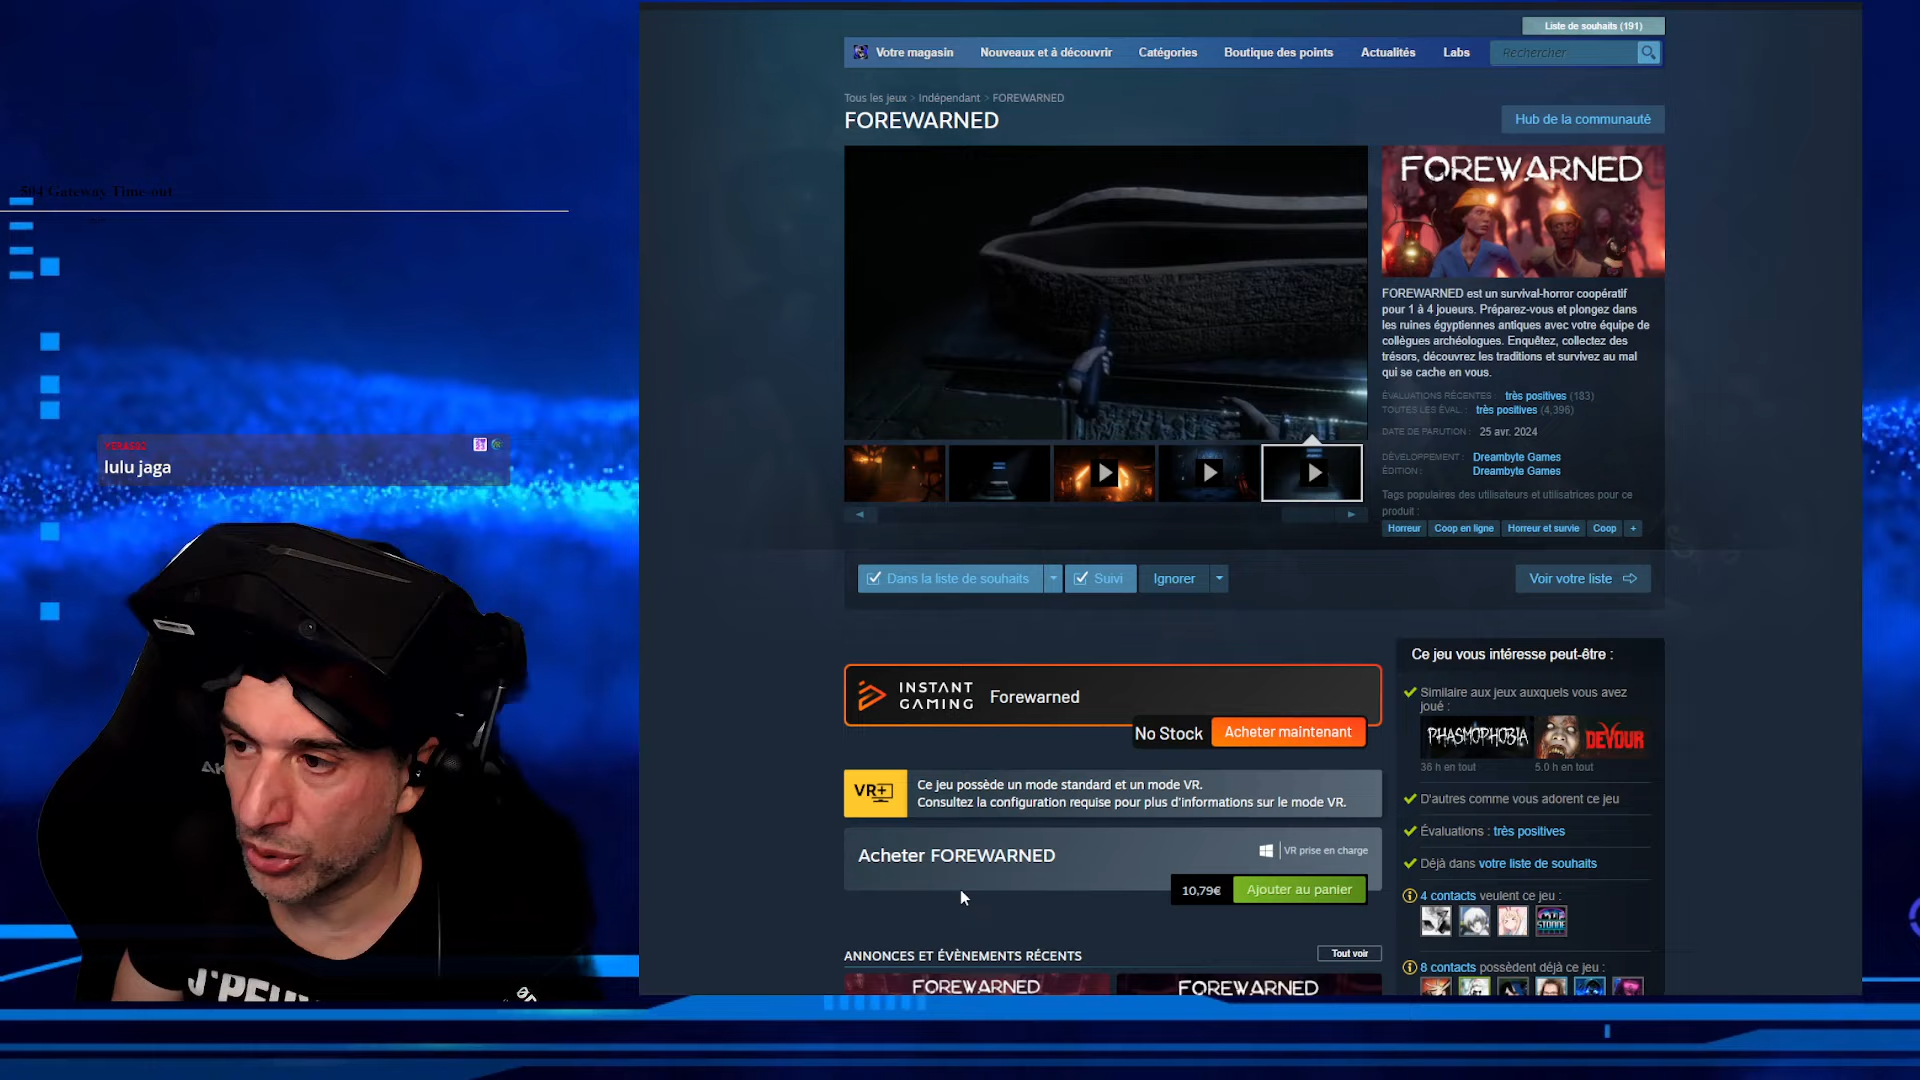 Liste de souhaits (191)
Votre magasin
Nouveaux et à découvrir
Catégories
Boutique des points
Actualités
Labs
Rechercher
Tous les jeux > Indépendant > FOREWARNED
FOREWARNED
Hub de la communauté
FOREWARNED
FOREWARNED est un survival-horror coopératif
pour 1 à 4 joueurs. Préparez-vous et plongez dans
les ruines égyptiennes antiques avec votre équipe de
collègues archéologues. Enquêtez, collectez des
trésors, découvrez les traditions et survivez au mal
qui se cache en vous.
ÉVALUATIONS RÉCENTES : très positives (183)
TOUTES LES ÉVAL. : très positives (4,396)
DATE DE PARUTION : 25 avr. 2024
DÉVELOPPEMENT : Dreambyte Games
ÉDITION : Dreambyte Games
Tags populaires des utilisateurs et utilisatrices pour ce
produit :
Horreur
Coop en ligne
Horreur et survie
Coop
+
504 Gateway Time-out
lulu jaga
Dans la liste de souhaits
Suivi
Ignorer
Voir votre liste
INSTANT
GAMING
Forewarned
No Stock
Acheter maintenant
VR+
Ce jeu possède un mode standard et un mode VR.
Consultez la configuration requise pour plus d'informations sur le mode VR.
Acheter FOREWARNED
VR prise en charge
10,79€
Ajouter au panier
ANNONCES ET ÉVÈNEMENTS RÉCENTS
Tout voir
FOREWARNED
FOREWARNED
Ce jeu vous intéresse peut-être :
Similaire aux jeux auxquels vous avez
joué :
PHASMOPHOBIA
DEVOUR
36 h en tout
5.0 h en tout
D'autres comme vous adorent ce jeu
Évaluations : très positives
Déjà dans votre liste de souhaits
4 contacts veulent ce jeu :
8 contacts possèdent déjà ce jeu :